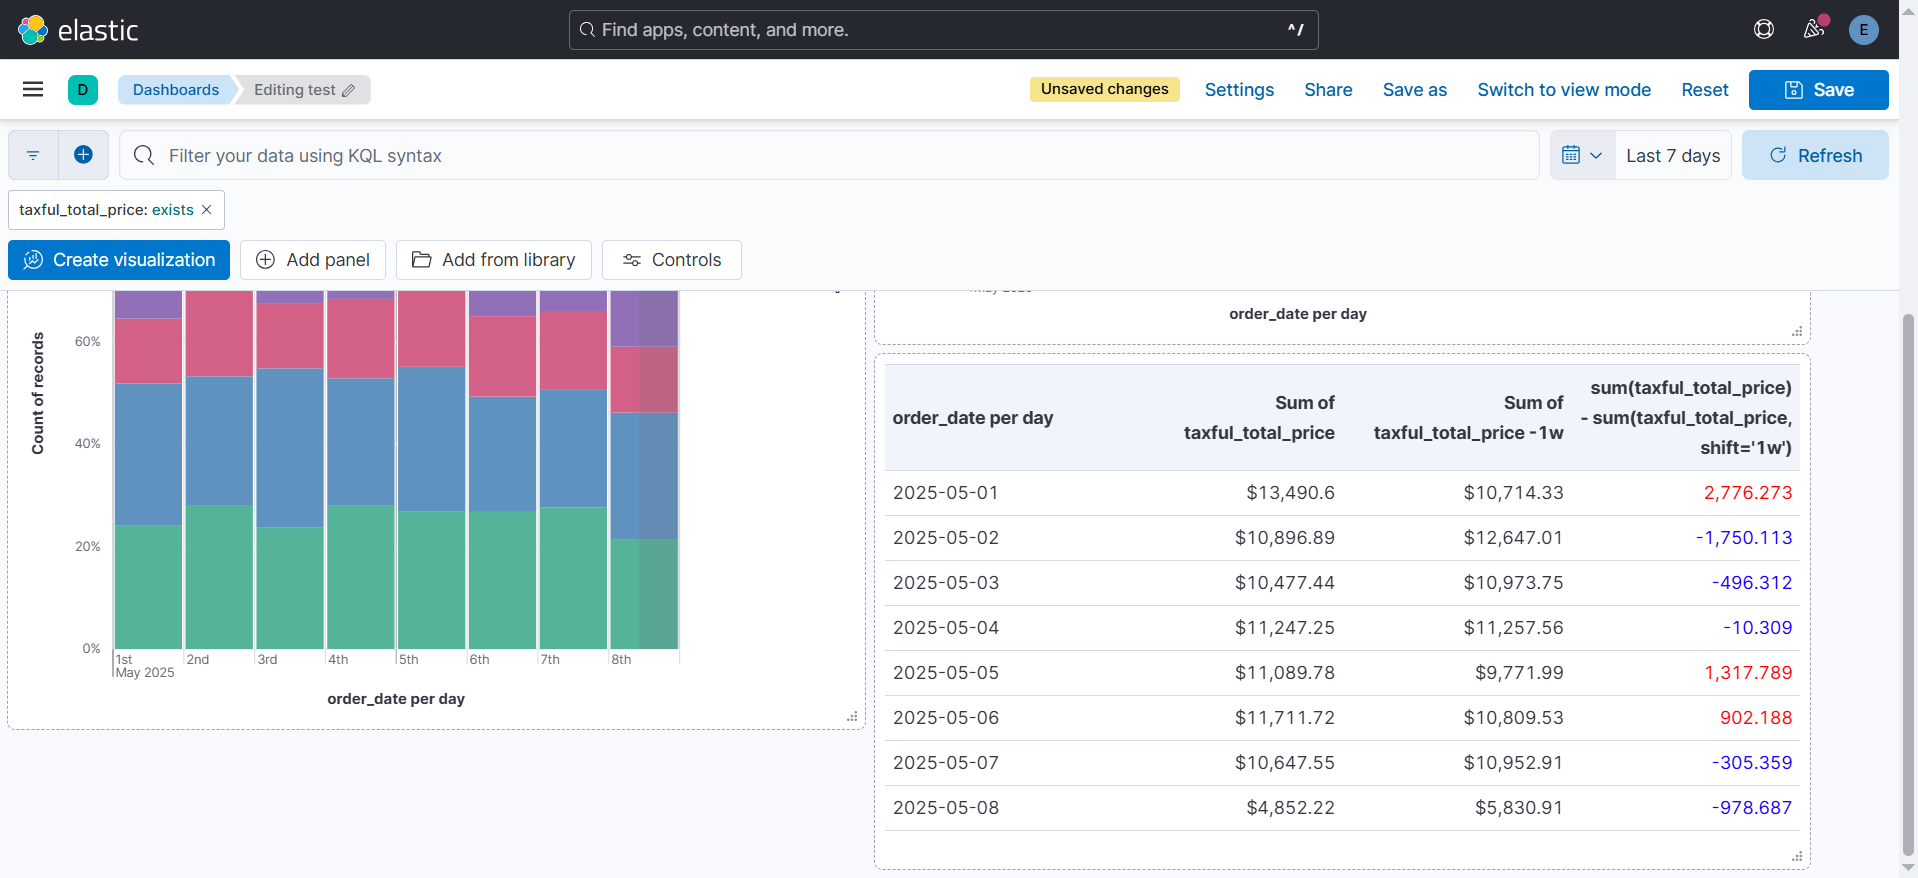 elastic
Find apps, content, and more.
^/
E
D
Dashboards
Editing test
Unsaved changes
Settings
Share
Save as
Switch to view mode
Reset
Save
Filter your data using KQL syntax
Last 7 days
Refresh
taxful_total_price: exists
Create visualization
Add panel
Add from library
Controls
Count of records
60%
40%
20%
0%
1st
2nd
3rd
4th
5th
6th
7th
8th
May 2025
order_date per day
order_date per day
order_date per day
Sum of
taxful_total_price
Sum of
taxful_total_price -1w
sum(taxful_total_price)
- sum(taxful_total_price,
shift='1w')
2025-05-01 $13,490.6 $10,714.33 2,776.273
2025-05-02 $10,896.89 $12,647.01 -1,750.113
2025-05-03 $10,477.44 $10,973.75 -496.312
2025-05-04 $11,247.25 $11,257.56 -10.309
2025-05-05 $11,089.78 $9,771.99 1,317.789
2025-05-06 $11,711.72 $10,809.53 902.188
2025-05-07 $10,647.55 $10,952.91 -305.359
2025-05-08 $4,852.22 $5,830.91 -978.687